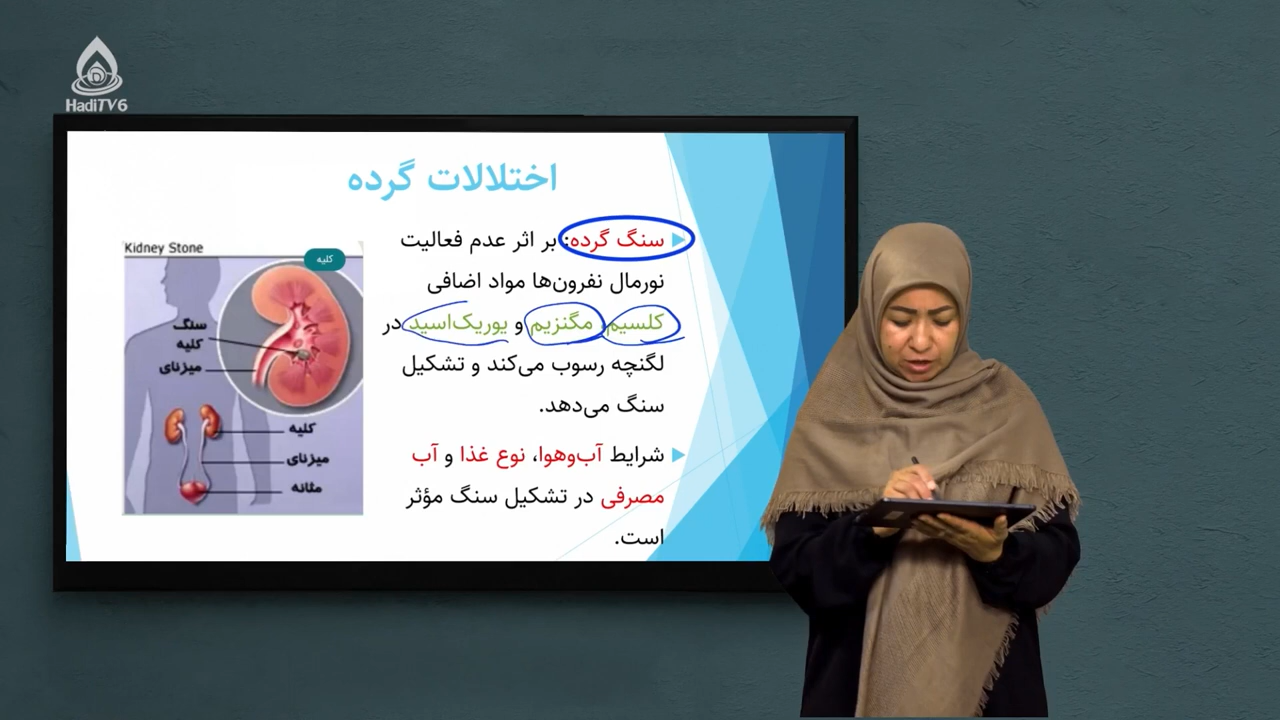 HadiTV6
اختلالات گرده
سنگ گرده: بر اثر عدم فعالیت
نورمال نفرون‌ها مواد اضافی
کلسیم، مگنزیم و یوریک‌اسید در
لگنچه رسوب می‌کند و تشکیل
سنگ می‌دهد.
شرایط آب‌وهوا، نوع غذا و آب
مصرفی در تشکیل سنگ مؤثر
است.
Kidney Stone
کلیه
سنگ
کلیه
میزنای
کلیه
میزنای
مثانه